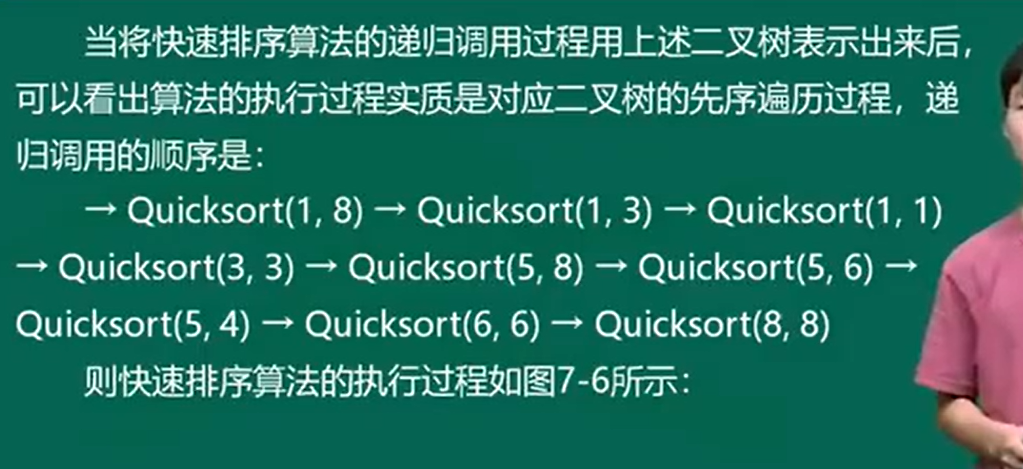 当将快速排序算法的递归调用过程用上述二叉树表示出来后，
可以看出算法的执行过程实质是对应二叉树的先序遍历过程，递
归调用的顺序是：
→ Quicksort(1, 8) → Quicksort(1, 3) → Quicksort(1, 1)
→ Quicksort(3, 3) → Quicksort(5, 8) → Quicksort(5, 6) →
Quicksort(5, 4) → Quicksort(6, 6) → Quicksort(8, 8)
则快速排序算法的执行过程如图7-6所示：